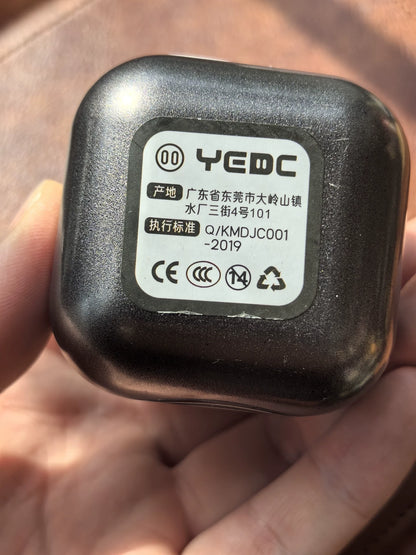 00 YEDC
产地 广东省东莞市大岭山镇
水厂三街4号101
执行标准 Q/KMDJC001
-2019
CE CCC 14